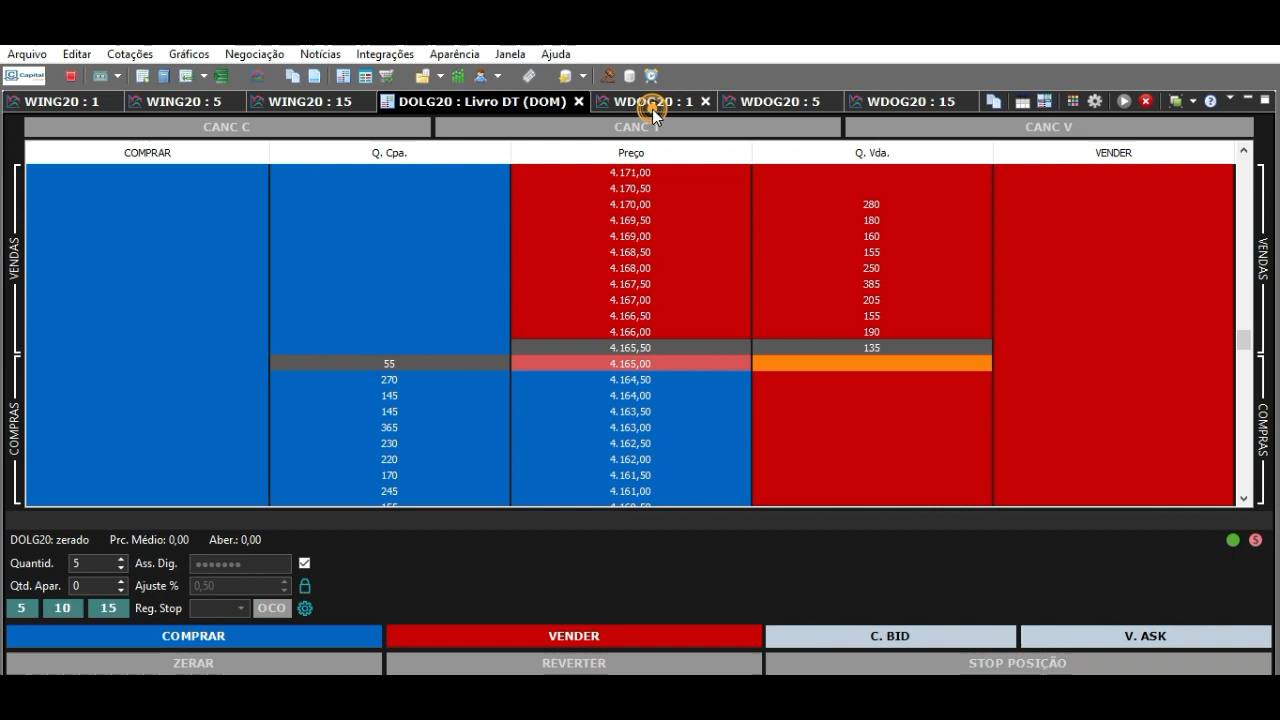 Arquivo Editar Cotações Gráficos Negociação Notícias Integrações Aparência Janela Ajuda
Capital
WING20 : 1 WING20 : 5 WING20 : 15 DOLG20 : Livro DT (DOM) WDOG20 : 1 WDOG20 : 5 WDOG20 : 15
CANC C CANC T CANC V
COMPRAR Q. Cpa. Preço Q. Vda. VENDER
4.171,00
4.170,50
4.170,00 280
4.169,50 180
4.169,00 160
4.168,50 155
4.168,00 250
4.167,50 385
4.167,00 205
4.166,50 155
4.166,00 190
4.165,50 135
55 4.165,00
270 4.164,50
145 4.164,00
145 4.163,50
365 4.163,00
230 4.162,50
220 4.162,00
170 4.161,50
245 4.161,00
155 4.160,50
VENDAS
COMPRAS
VENDAS
COMPRAS
DOLG20: zerado Prc. Médio: 0,00 Aber.: 0,00 S
Quantid. 5 Ass. Dig.
Qtd. Apar. 0 Ajuste % 0,50
5 10 15 Reg. Stop OCO
COMPRAR VENDER C. BID V. ASK
ZERAR REVERTER STOP POSIÇÃO